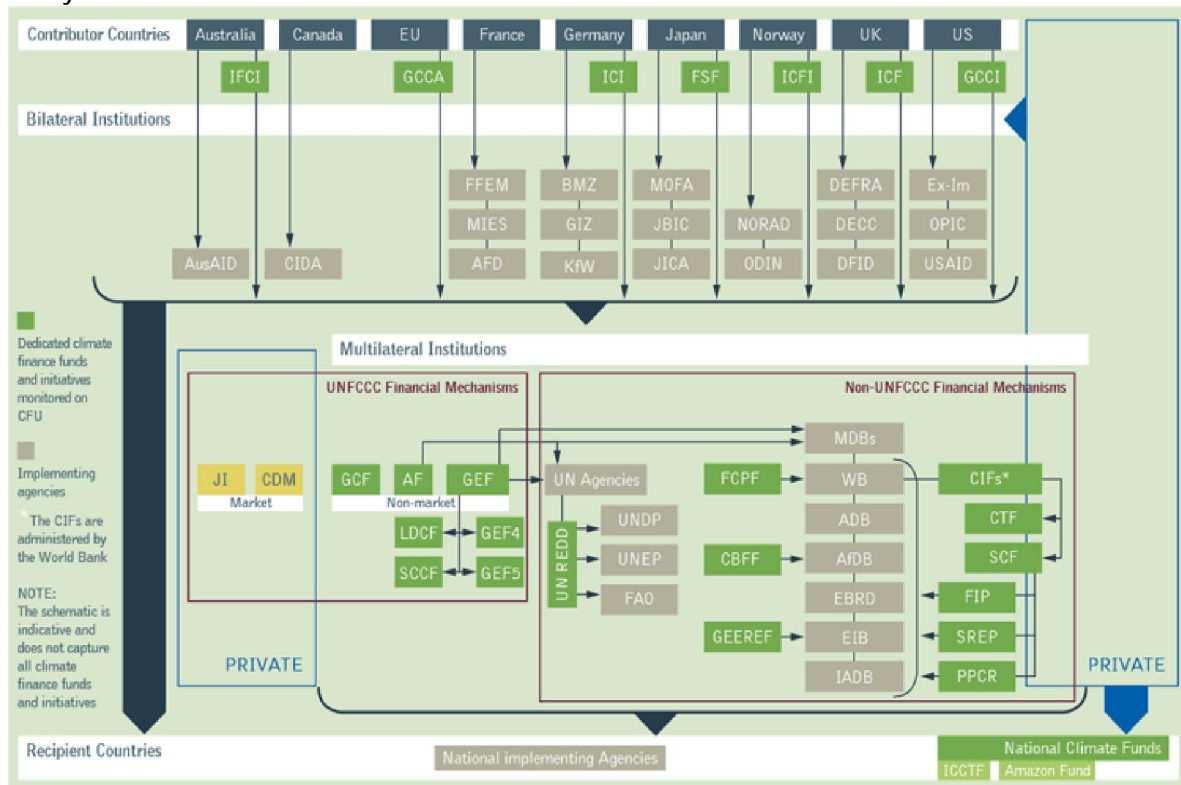 Contributor Countries
Australia
Canada
EU
France
Germany
Japan
Norway
UK
US
IFCI
GCCA
ICI
FSF
ICFI
ICF
GCCI
Bilateral Institutions
FFEM
BMZ
MOFA
DEFRA
Ex-Im
MIES
GIZ
JBIC
NORAD
DECC
OPIC
AusAID
CIDA
AFD
KfW
JICA
ODIN
DFID
USAID
Dedicated climate
finance funds
and initiatives
monitored on
CFU
Implementing
agencies
*The CIFs are
administered by
the World Bank
NOTE:
The schematic is
indicative and
does not capture
all climate
finance funds
and initiatives
Multilateral Institutions
UNFCCC Financial Mechanisms
Non-UNFCCC Financial Mechanisms
JI
CDM
Market
GCF
AF
GEF
Non-market
LDCF
GEF4
SCCF
GEF5
UN Agencies
UN REDD
UNDP
UNEP
FAO
MDBs
FCPF
WB
CIFs*
ADB
CTF
CBFF
AfDB
SCF
EBRD
FIP
GEEREF
EIB
SREP
IADB
PPCR
PRIVATE
PRIVATE
Recipient Countries
National implementing Agencies
National Climate Funds
ICCTF
Amazon Fund